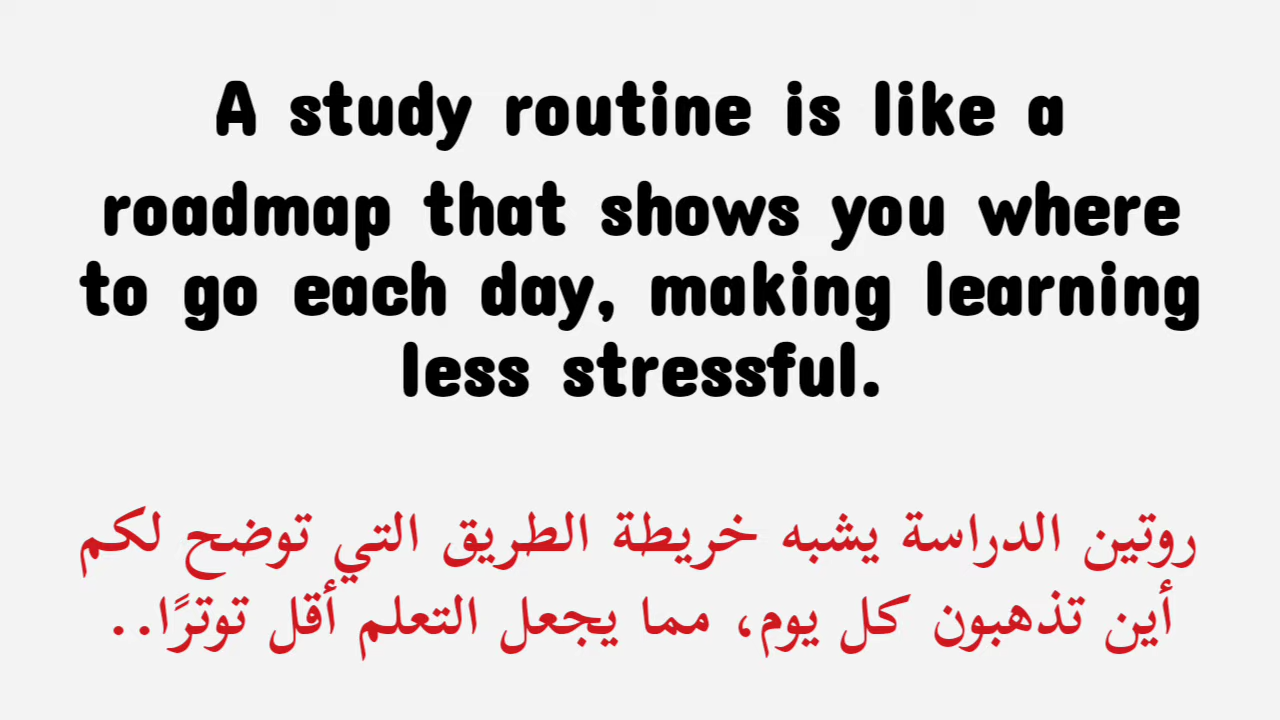 A study routine is like a
roadmap that shows you where
to go each day, making learning
less stressful.
روتين الدراسة يشبه خريطة الطريق التي توضح لكم
أين تذهبون كل يوم، مما يجعل التعلم أقل توترًا..